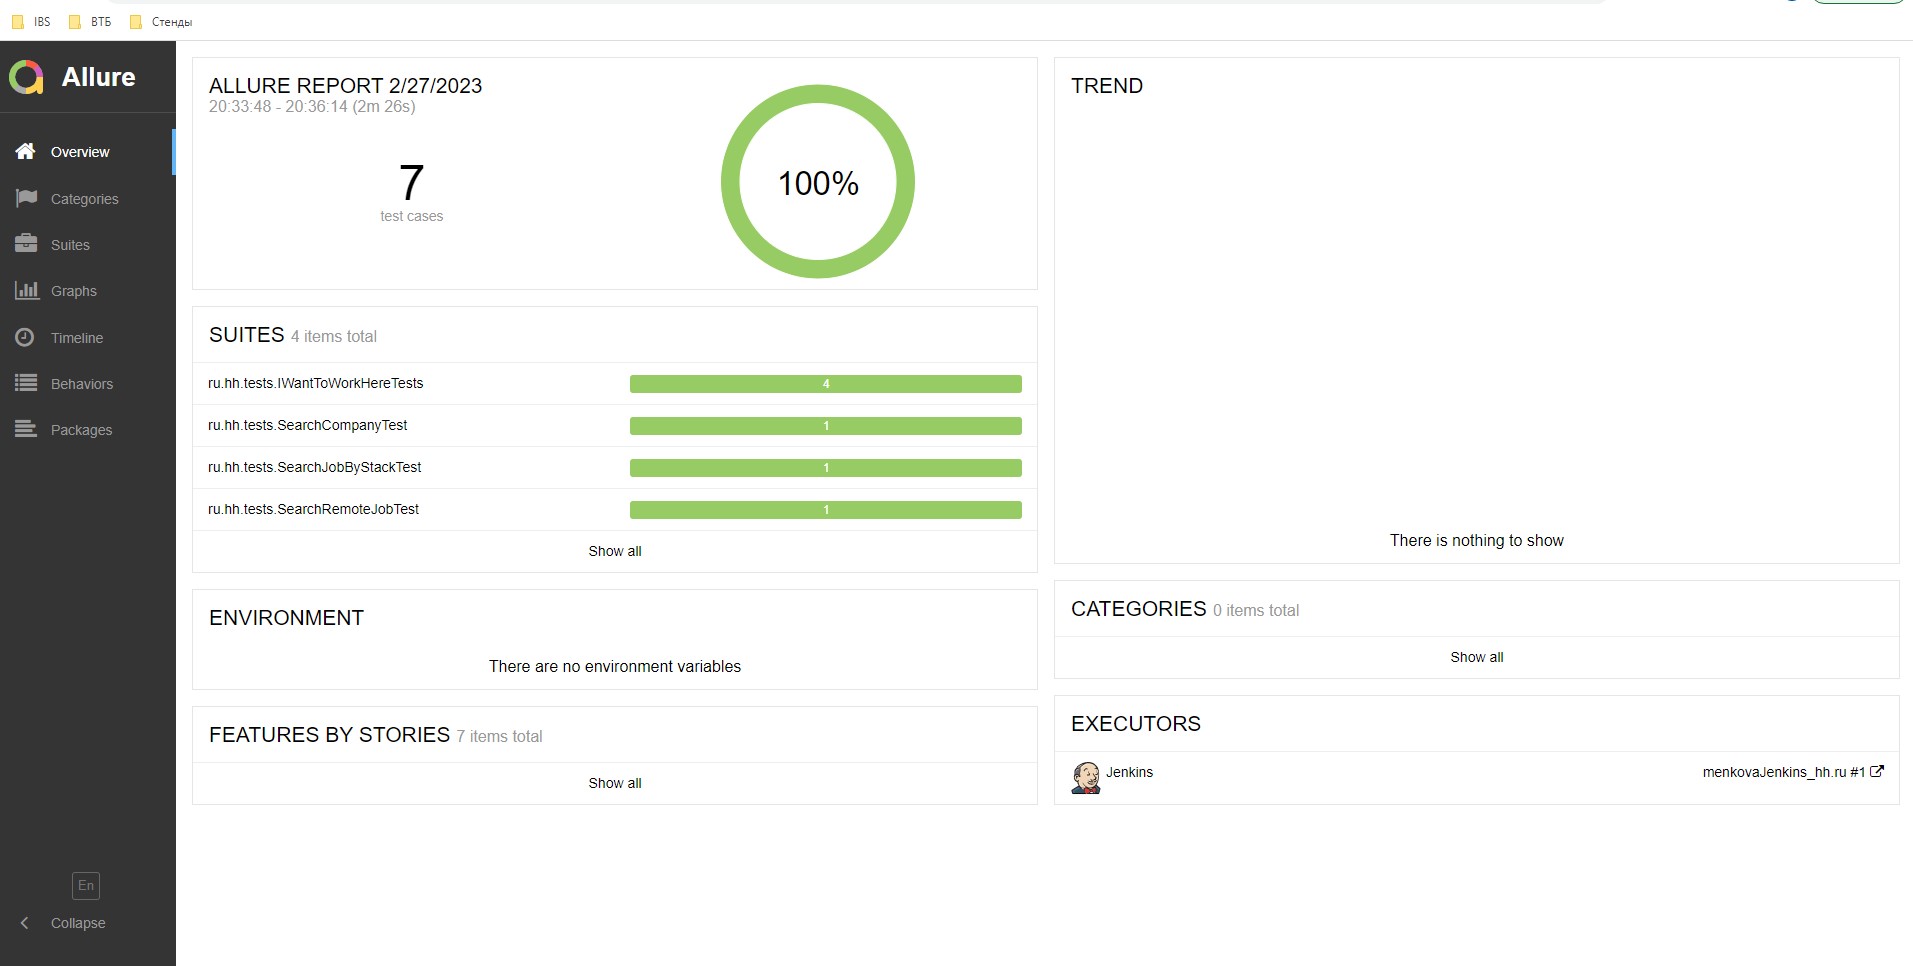 IBS ВТБ Стенды
Allure
Overview
Categories
Suites
Graphs
Timeline
Behaviors
Packages
En
Collapse
ALLURE REPORT 2/27/2023
20:33:48 - 20:36:14 (2m 26s)
7
test cases
100%
SUITES 4 items total
ru.hh.tests.IWantToWorkHereTests 4
ru.hh.tests.SearchCompanyTest 1
ru.hh.tests.SearchJobByStackTest 1
ru.hh.tests.SearchRemoteJobTest 1
Show all
ENVIRONMENT
There are no environment variables
FEATURES BY STORIES 7 items total
Show all
TREND
There is nothing to show
CATEGORIES 0 items total
Show all
EXECUTORS
Jenkins menkovaJenkins_hh.ru #1